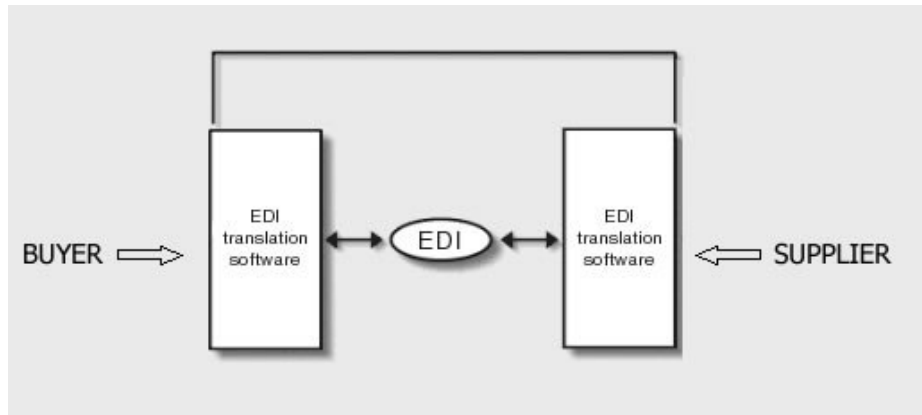 EDI
translation
software
BUYER
EDI
EDI
translation
software
SUPPLIER